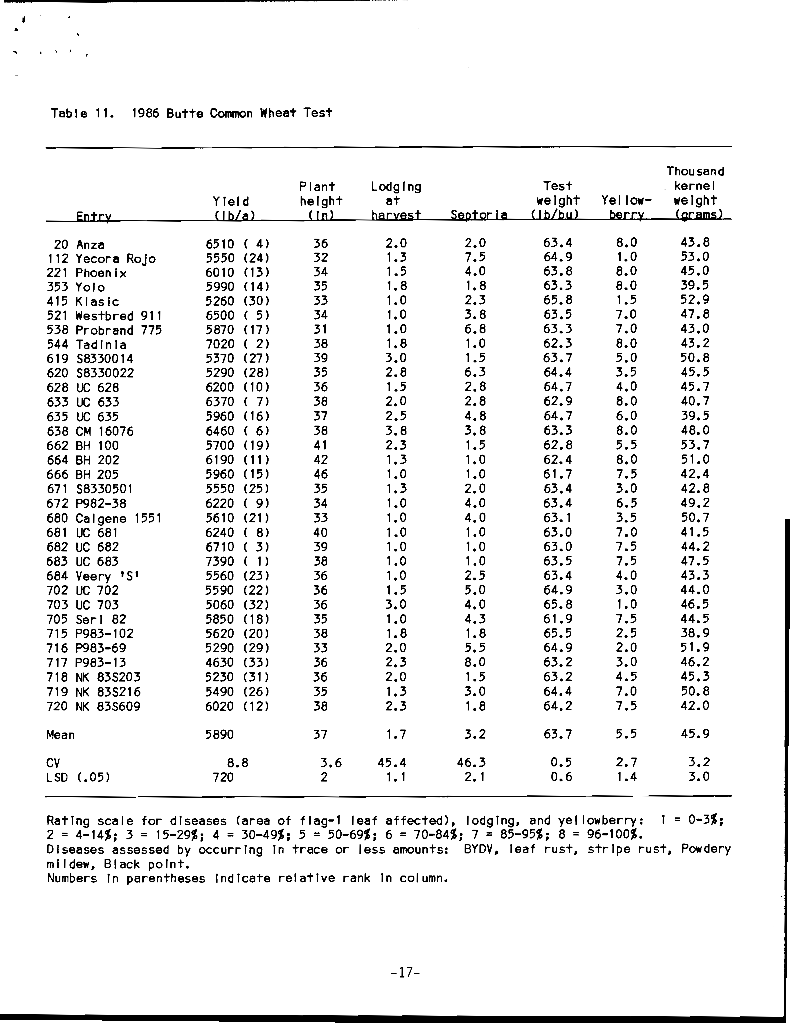 Table 11. 1986 Butte Common Wheat Test
Thousand
Plant Lodging Test kernel
Yield height at weight Yellow- weight
Entry (lb/a) (in) harvest Septoria (lb/bu) berry (grams)
20 Anza 6510 ( 4) 36 2.0 2.0 63.4 8.0 43.8
112 Yecora Rojo 5550 (24) 32 1.3 7.5 64.9 1.0 53.0
221 Phoenix 6010 (13) 34 1.5 4.0 63.8 8.0 45.0
353 Yolo 5990 (14) 35 1.8 1.8 63.3 8.0 39.5
415 Klasic 5260 (30) 33 1.0 2.3 65.8 1.5 52.9
521 Westbred 911 6500 ( 5) 34 1.0 3.8 63.5 7.0 47.8
538 Probrand 775 5870 (17) 31 1.0 6.8 63.3 7.0 43.0
544 Tadinia 7020 ( 2) 38 1.8 1.0 62.3 8.0 43.2
619 S8330014 5370 (27) 39 3.0 1.5 63.7 5.0 50.8
620 S8330022 5290 (28) 35 2.8 6.3 64.4 3.5 45.5
628 UC 628 6200 (10) 36 1.5 2.8 64.7 4.0 45.7
633 UC 633 6370 ( 7) 38 2.0 2.8 62.9 8.0 40.7
635 UC 635 5960 (16) 37 2.5 4.8 64.7 6.0 39.5
638 CM 16076 6460 ( 6) 38 3.8 3.8 63.3 8.0 48.0
662 BH 100 5700 (19) 41 2.3 1.5 62.8 5.5 53.7
664 BH 202 6190 (11) 42 1.3 1.0 62.4 8.0 51.0
666 BH 205 5960 (15) 46 1.0 1.0 61.7 7.5 42.4
671 S8330501 5550 (25) 35 1.3 2.0 63.4 3.0 42.8
672 P982-38 6220 ( 9) 34 1.0 4.0 63.4 6.5 49.2
680 Calgene 1551 5610 (21) 33 1.0 4.0 63.1 3.5 50.7
681 UC 681 6240 ( 8) 40 1.0 1.0 63.0 7.0 41.5
682 UC 682 6710 ( 3) 39 1.0 1.0 63.0 7.5 44.2
683 UC 683 7390 ( 1) 38 1.0 1.0 63.5 7.5 47.5
684 Veery 'S' 5560 (23) 36 1.0 2.5 63.4 4.0 43.3
702 UC 702 5590 (22) 36 1.5 5.0 64.9 3.0 44.0
703 UC 703 5060 (32) 36 3.0 4.0 65.8 1.0 46.5
705 Seri 82 5850 (18) 35 1.0 4.3 61.9 7.5 44.5
715 P983-102 5620 (20) 38 1.8 1.8 65.5 2.5 38.9
716 P983-69 5290 (29) 33 2.0 5.5 64.9 2.0 51.9
717 P983-13 4630 (33) 36 2.3 8.0 63.2 3.0 46.2
718 NK 83S203 5230 (31) 36 2.0 1.5 63.2 4.5 45.3
719 NK 83S216 5490 (26) 35 1.3 3.0 64.4 7.0 50.8
720 NK 83S609 6020 (12) 38 2.3 1.8 64.2 7.5 42.0
Mean 5890 37 1.7 3.2 63.7 5.5 45.9
CV 8.8 3.6 45.4 46.3 0.5 2.7 3.2
LSD (.05) 720 2 1.1 2.1 0.6 1.4 3.0
Rating scale for diseases (area of flag-1 leaf affected), lodging, and yellowberry: 1 = 0-3%;
2 = 4-14%; 3 = 15-29%; 4 = 30-49%; 5 = 50-69%; 6 = 70-84%; 7 = 85-95%; 8 = 96-100%.
Diseases assessed by occurring in trace or less amounts: BYDV, leaf rust, stripe rust, Powdery
mildew, Black point.
Numbers in parentheses indicate relative rank in column.
-17-